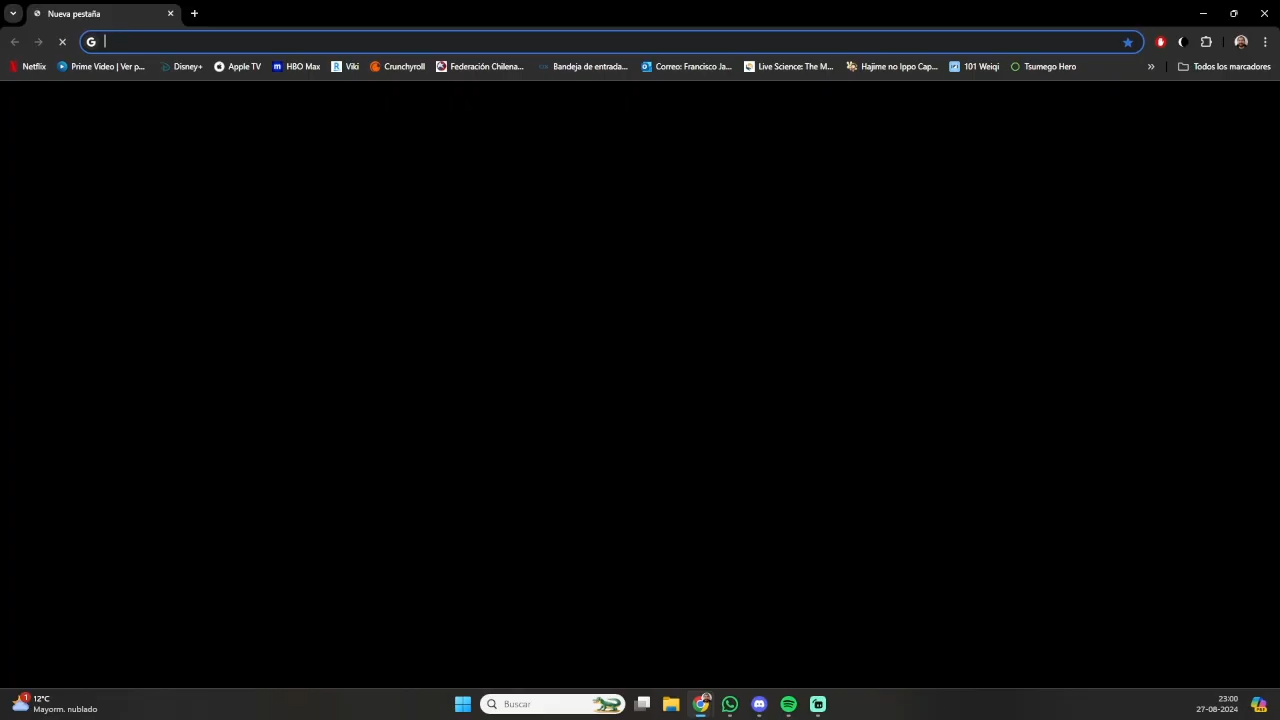 Nueva pestaña
Netflix Prime Video | Ver p... Disney+ Apple TV HBO Max Viki Crunchyroll Federación Chilena... Bandeja de entrada... Correo: Francisco Ja... Live Science: The M... Hajime no Ippo Cap... 101 Weiqi Tsumego Hero » Todos los marcadores
1 12°C Buscar 23:00
Mayorm. nublado 27-08-2024